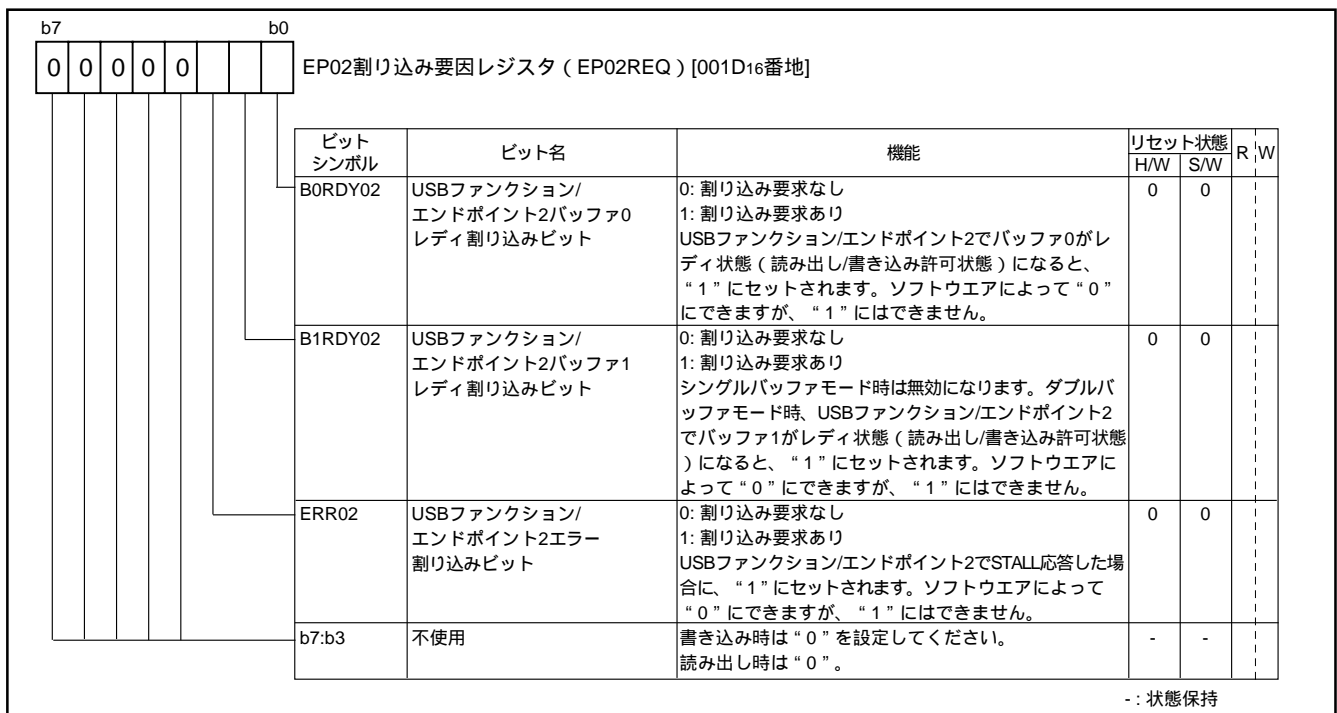 b7 b0
0 0 0 0 0 EP02割り込み要因レジスタ（EP02REQ）[001D16番地]
ビット
シンボル
ビット名
機能
リセット状態
H/W S/W
R W
B0RDY02
USBファンクション/
エンドポイント2バッファ0
レディ割り込みビット
0: 割り込み要求なし
1: 割り込み要求あり
USBファンクション/エンドポイント2でバッファ0がレ
ディ状態（読み出し/書き込み許可状態）になると、
“1”にセットされます。ソフトウエアによって“0”
にできますが、“1”にはできません。
0 0
B1RDY02
USBファンクション/
エンドポイント2バッファ1
レディ割り込みビット
0: 割り込み要求なし
1: 割り込み要求あり
シングルバッファモード時は無効になります。ダブルバ
ッファモード時、USBファンクション/エンドポイント2
でバッファ1がレディ状態（読み出し/書き込み許可状態
）になると、“1”にセットされます。ソフトウエアに
よって“0”にできますが、“1”にはできません。
0 0
ERR02
USBファンクション/
エンドポイント2エラー
割り込みビット
0: 割り込み要求なし
1: 割り込み要求あり
USBファンクション/エンドポイント2でSTALL応答した場
合に、“1”にセットされます。ソフトウエアによって
“0”にできますが、“1”にはできません。
0 0
b7:b3
不使用
書き込み時は“0”を設定してください。
読み出し時は“0”。
- -
- : 状態保持